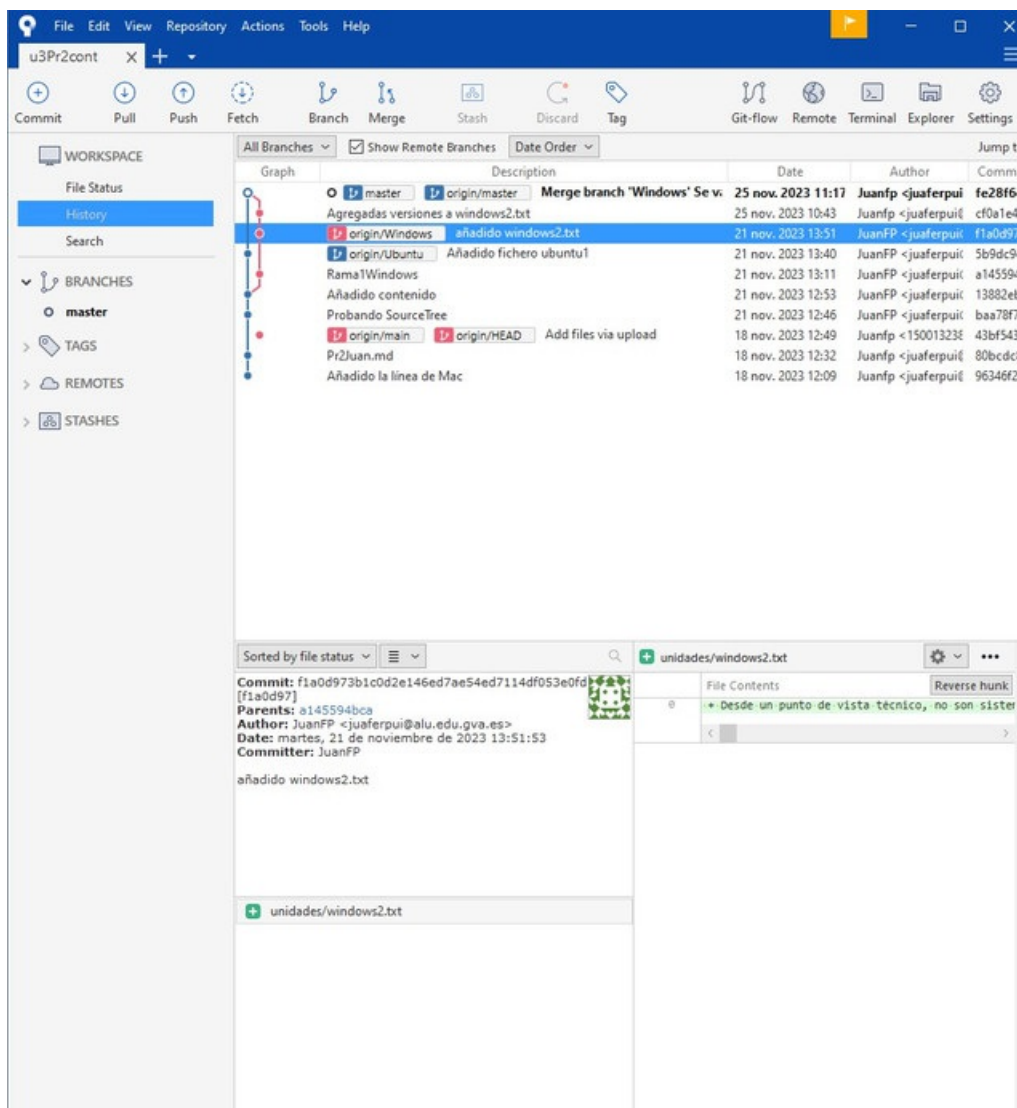 File Edit View Repository Actions Tools Help
u3Pr2cont
Commit Pull Push Fetch Branch Merge Stash Discard Tag Git-flow Remote Terminal Explorer Settings
WORKSPACE
File Status
History
Search
BRANCHES
master
TAGS
REMOTES
STASHES
All Branches Show Remote Branches Date Order Jump t
Graph Description Date Author Comm
master origin/master Merge branch 'Windows' Se v 25 nov. 2023 11:17 Juanfp <juaferpui fe28f6
Agregadas versiones a windows2.txt 25 nov. 2023 10:43 Juanfp <juaferpui cf0a1e4
origin/Windows añadido windows2.txt 21 nov. 2023 13:51 JuanFP <juaferpui f1a0d97
origin/Ubuntu Añadido fichero ubuntu1 21 nov. 2023 13:40 JuanFP <juaferpui 5b9dc9
Rama1Windows 21 nov. 2023 13:11 JuanFP <juaferpui a145594
Añadido contenido 21 nov. 2023 12:53 JuanFP <juaferpui 13882e
Probando SourceTree 21 nov. 2023 12:46 JuanFP <juaferpui baa78f7
origin/main origin/HEAD Add files via upload 18 nov. 2023 12:49 Juanfp <15001323 43bf543
Pr2Juan.md 18 nov. 2023 12:32 Juanfp <juaferpui 80bcdc
Añadido la línea de Mac 18 nov. 2023 12:09 Juanfp <juaferpui 96346f2
Sorted by file status
Commit: f1a0d973b1c0d2e146ed7ae54ed7114df053e0fd
[f1a0d97]
Parents: a145594bca
Author: JuanFP <juaferpui@alu.edu.gva.es>
Date: martes, 21 de noviembre de 2023 13:51:53
Committer: JuanFP
añadido windows2.txt
unidades/windows2.txt
unidades/windows2.txt
File Contents Reverse hunk
0 + Desde un punto de vista técnico, no son sister